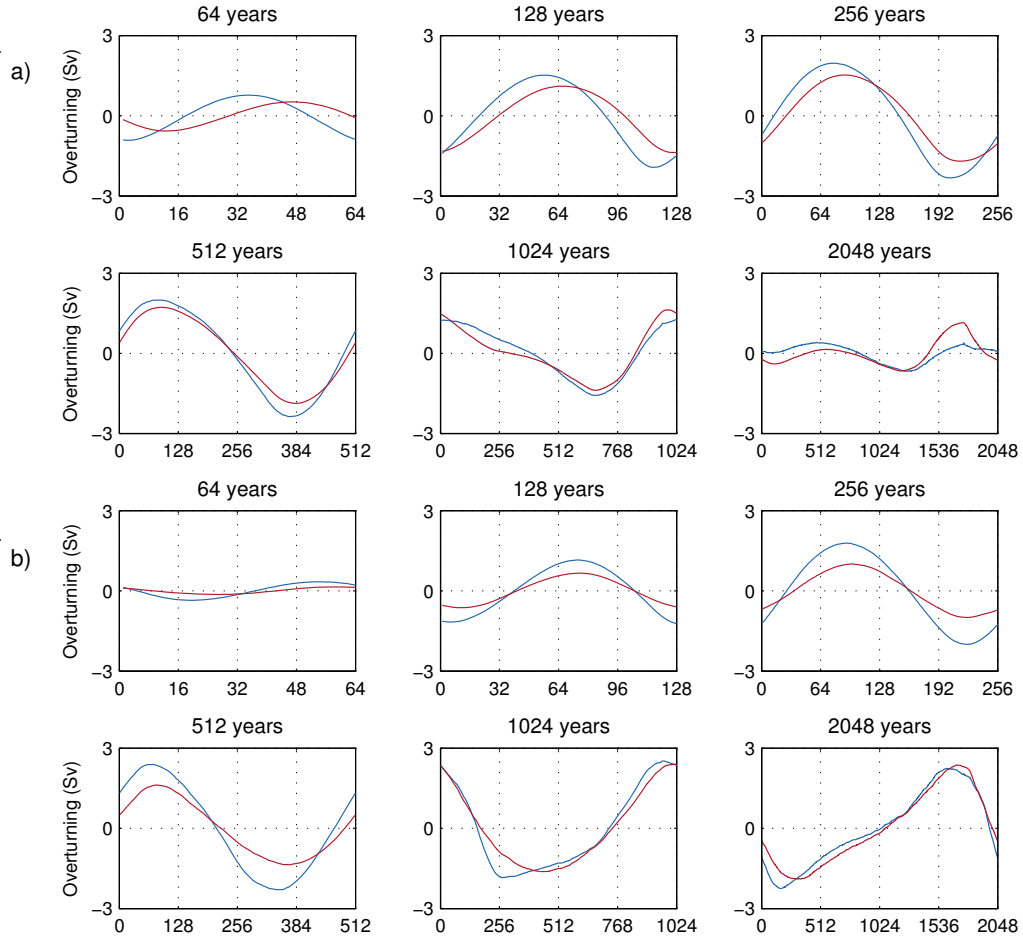 64 years 128 years 256 years
a)
Overturning (Sv)
3 3 3
0 0 0
−3 −3 −3
0 16 32 48 64 0 32 64 96 128 0 64 128 192 256
512 years 1024 years 2048 years
Overturning (Sv)
3 3 3
0 0 0
−3 −3 −3
0 128 256 384 512 0 256 512 768 1024 0 512 1024 1536 2048
64 years 128 years 256 years
b)
Overturning (Sv)
3 3 3
0 0 0
−3 −3 −3
0 16 32 48 64 0 32 64 96 128 0 64 128 192 256
512 years 1024 years 2048 years
Overturning (Sv)
3 3 3
0 0 0
−3 −3 −3
0 128 256 384 512 0 256 512 768 1024 0 512 1024 1536 2048